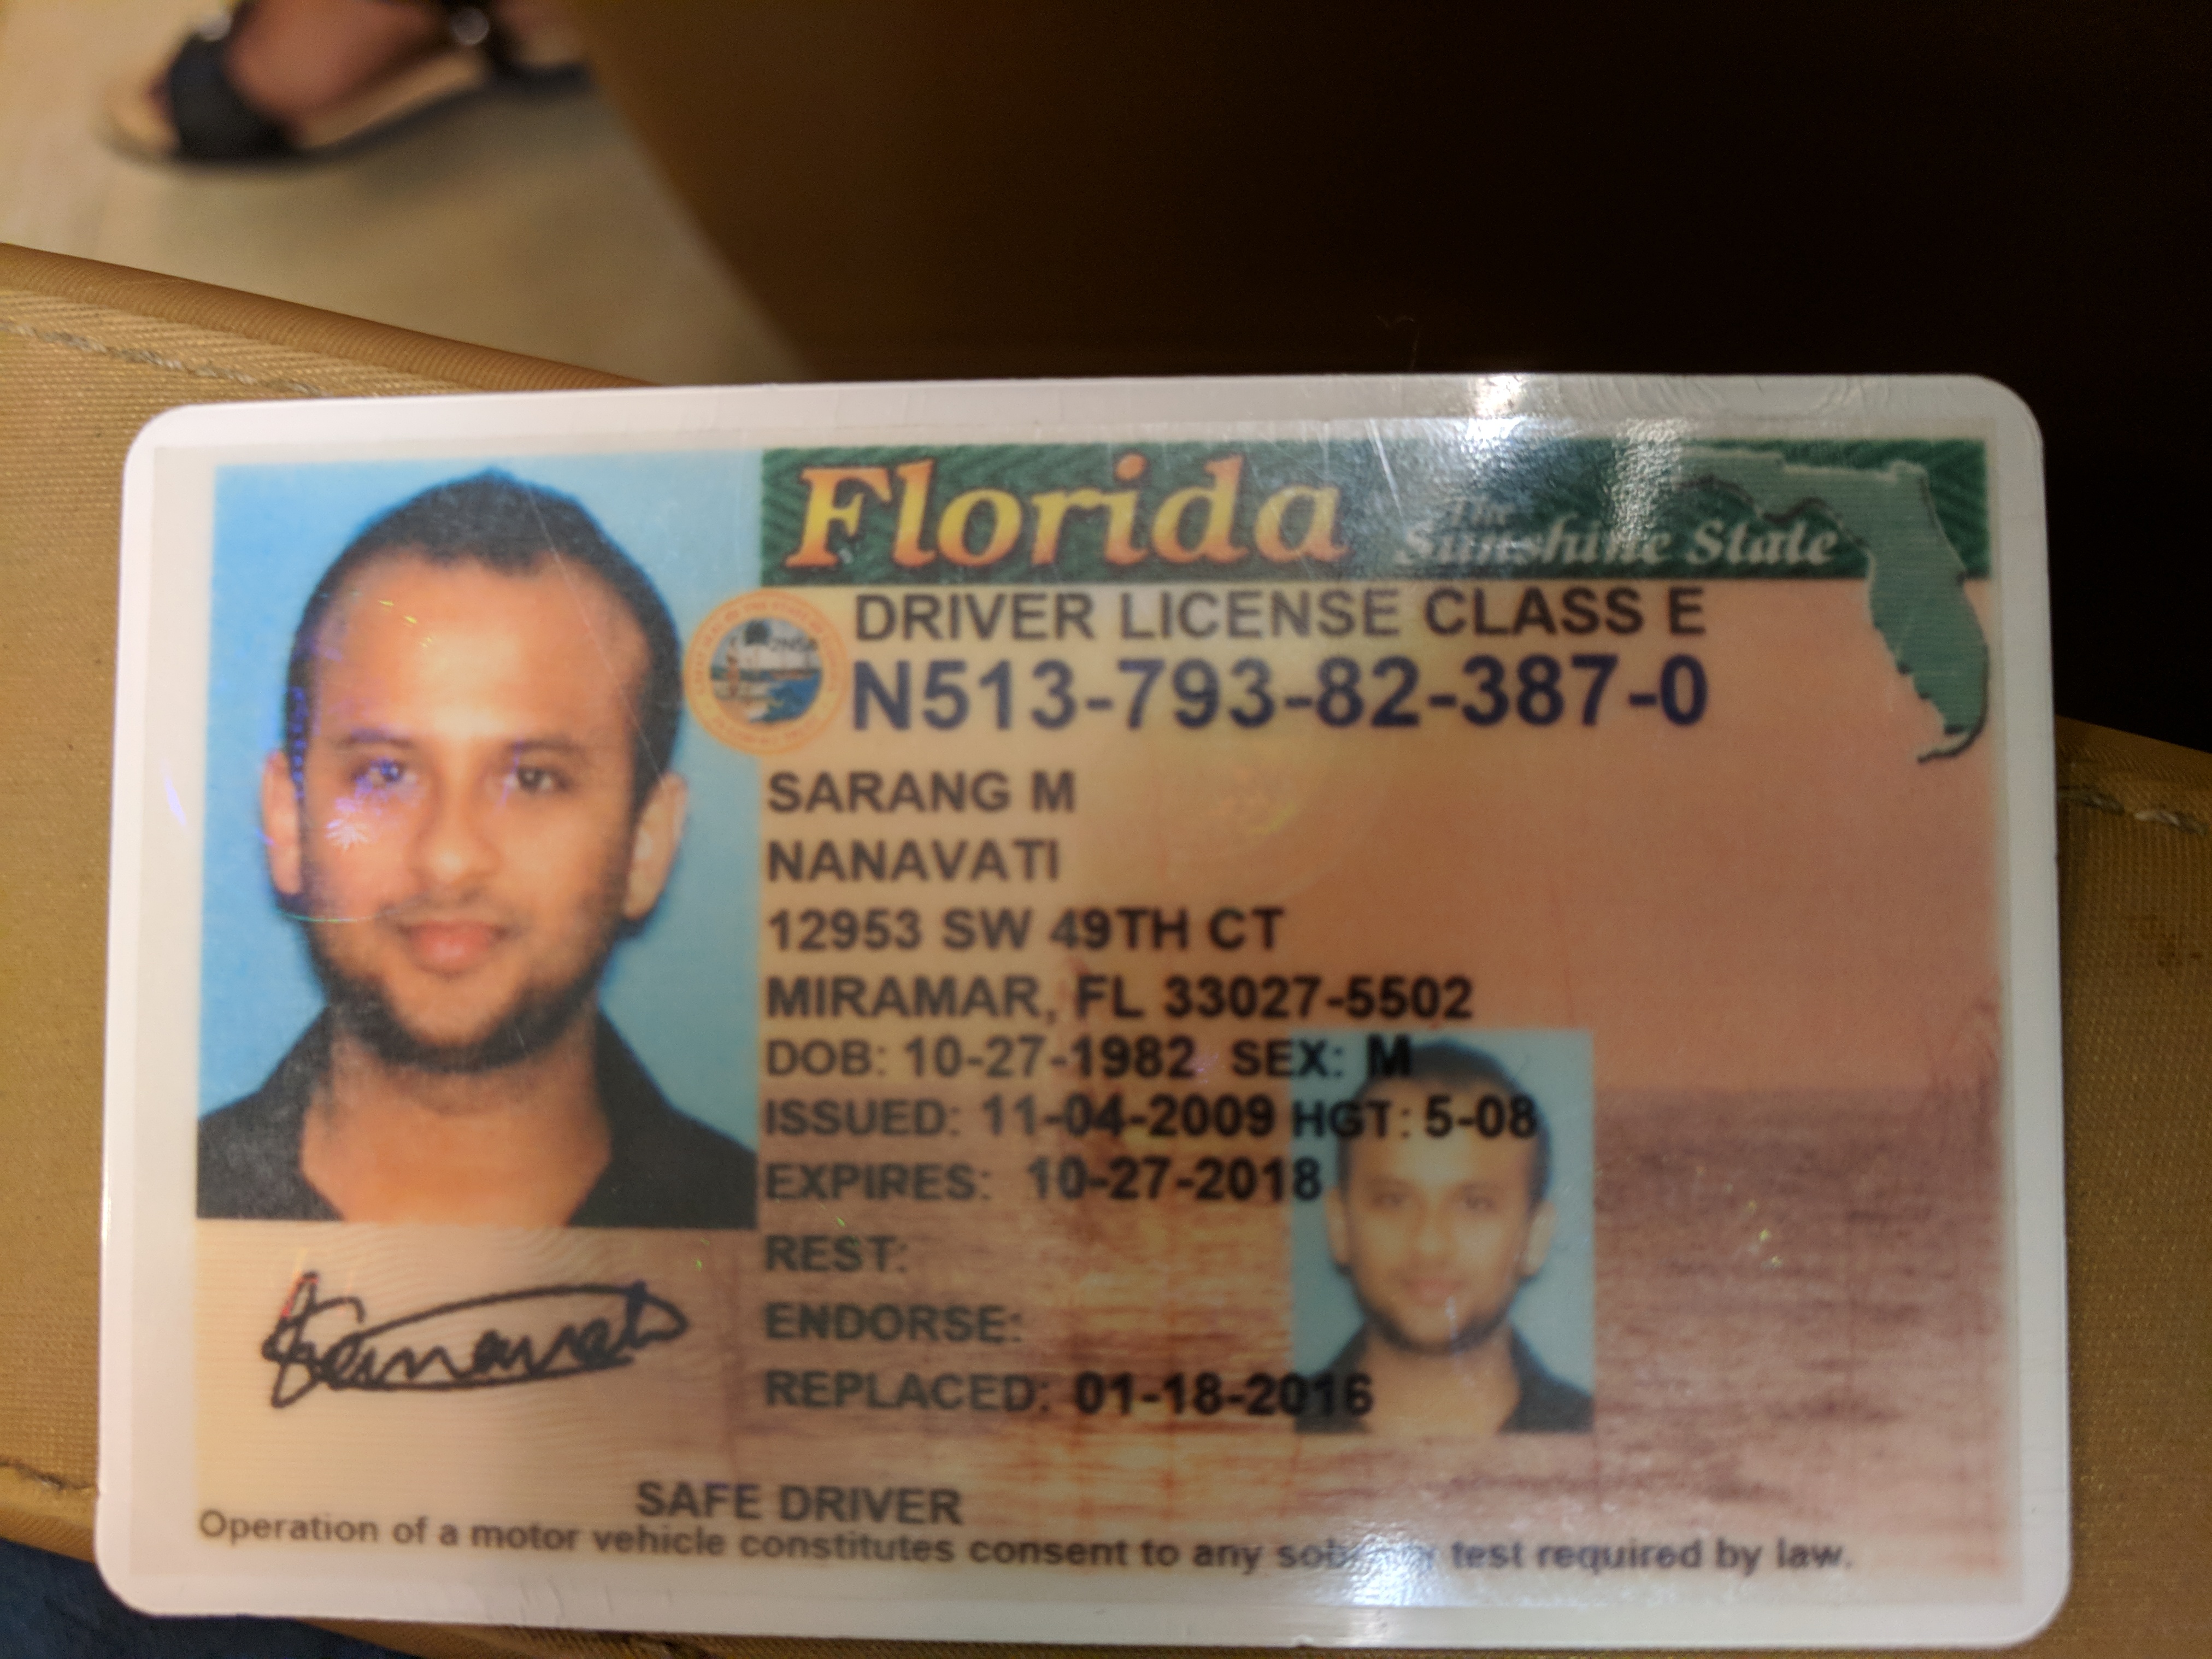 Florida The Sunshine State
DRIVER LICENSE CLASS E
N513-793-82-387-0
SARANG M
NANAVATI
12953 SW 49TH CT
MIRAMAR, FL 33027-5502
DOB: 10-27-1982 SEX: M
ISSUED: 11-04-2009 HGT: 5-08
EXPIRES: 10-27-2018
REST:
ENDORSE:
REPLACED: 01-18-2016
SAFE DRIVER
Operation of a motor vehicle constitutes consent to any test required by law.